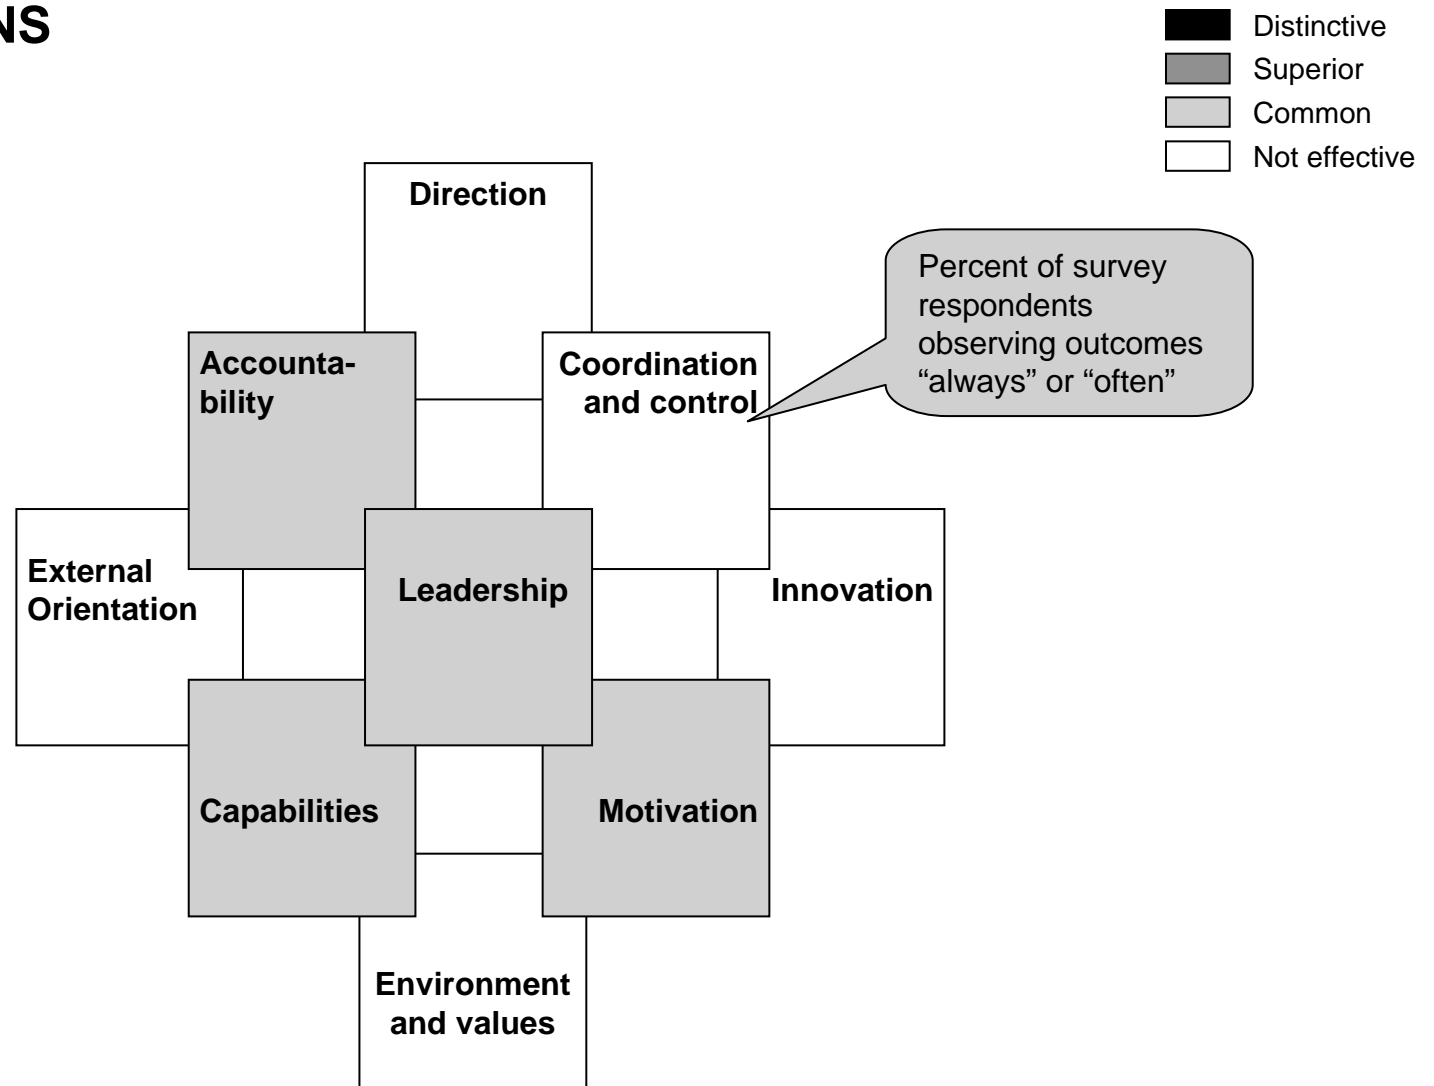 NS
Distinctive
Superior
Common
Not effective
Direction
Percent of survey
respondents
observing outcomes
“always” or “often”
Accounta-
bility
Coordination
and control
External
Orientation
Leadership
Innovation
Capabilities
Motivation
Environment
and values